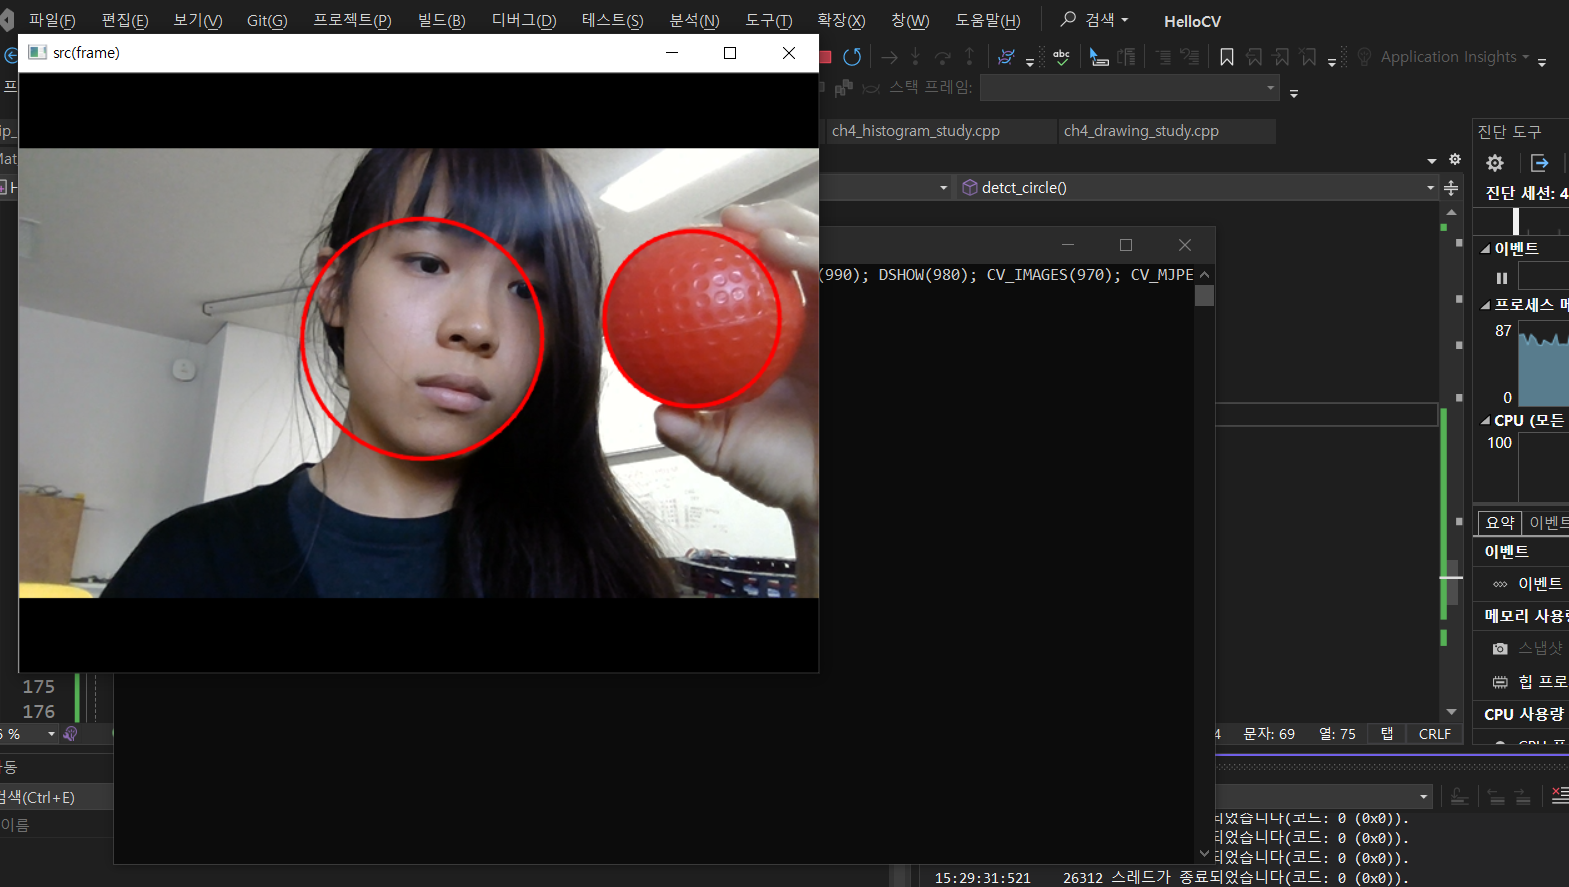 파일(F) 편집(E) 보기(V) Git(G) 프로젝트(P) 빌드(B) 디버그(D) 테스트(S) 분석(N) 도구(T) 확장(X) 창(W) 도움말(H) 검색 HelloCV
src(frame)
abc
Application Insights
스택 프레임:
ch4_histogram_study.cpp ch4_drawing_study.cpp
진단 도구
detct_circle()
진단 세션: 4
(990); DSHOW(980); CV_IMAGES(970); CV_MJPE
이벤트
프로세스 메
87
0
CPU (모든
100
요약 이벤트
이벤트
이벤트
메모리 사용량
스냅샷
힙 프로
CPU 사용량
175
176
6 %
4 문자: 69 열: 75 탭 CRLF
검색(Ctrl+E)
이름
되었습니다(코드: 0 (0x0)).
되었습니다(코드: 0 (0x0)).
되었습니다(코드: 0 (0x0)).
15:29:31:521 26312 스레드가 종료되었습니다(코드: 0 (0x0)).